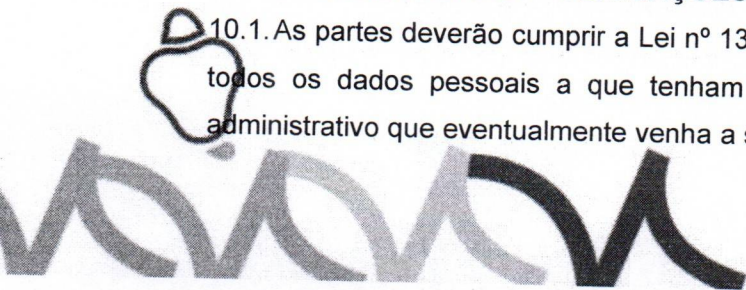 10.1. As partes deverão cumprir a Lei nº 13
todos os dados pessoais a que tenham
administrativo que eventualmente venha a s